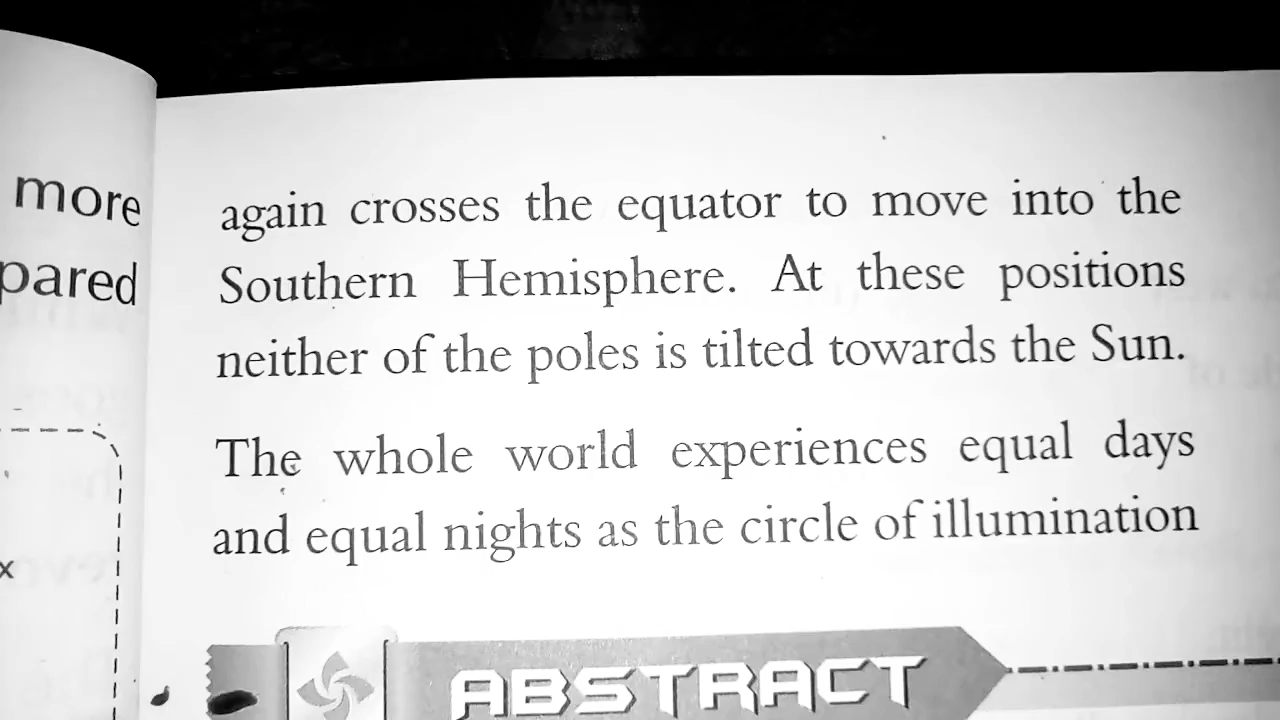 more
pared
x
again crosses the equator to move into the
Southern Hemisphere. At these positions
neither of the poles is tilted towards the Sun.
The whole world experiences equal days
and equal nights as the circle of illumination
ABSTRACT